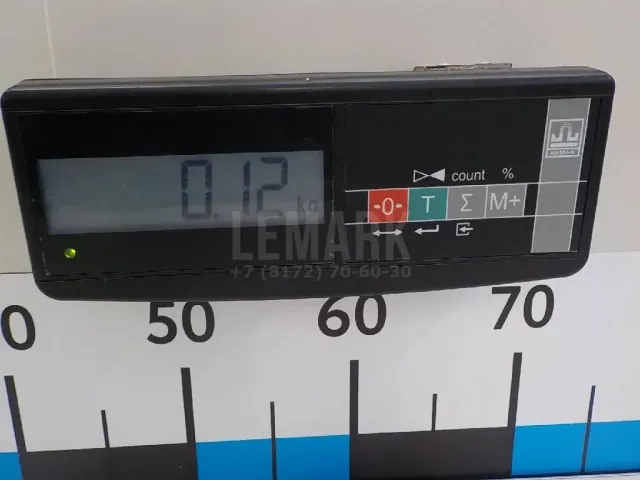 0.12 kg
count %
→0← T Σ M+
LEMARK
+7 (8172) 70-60-30
50 60 70